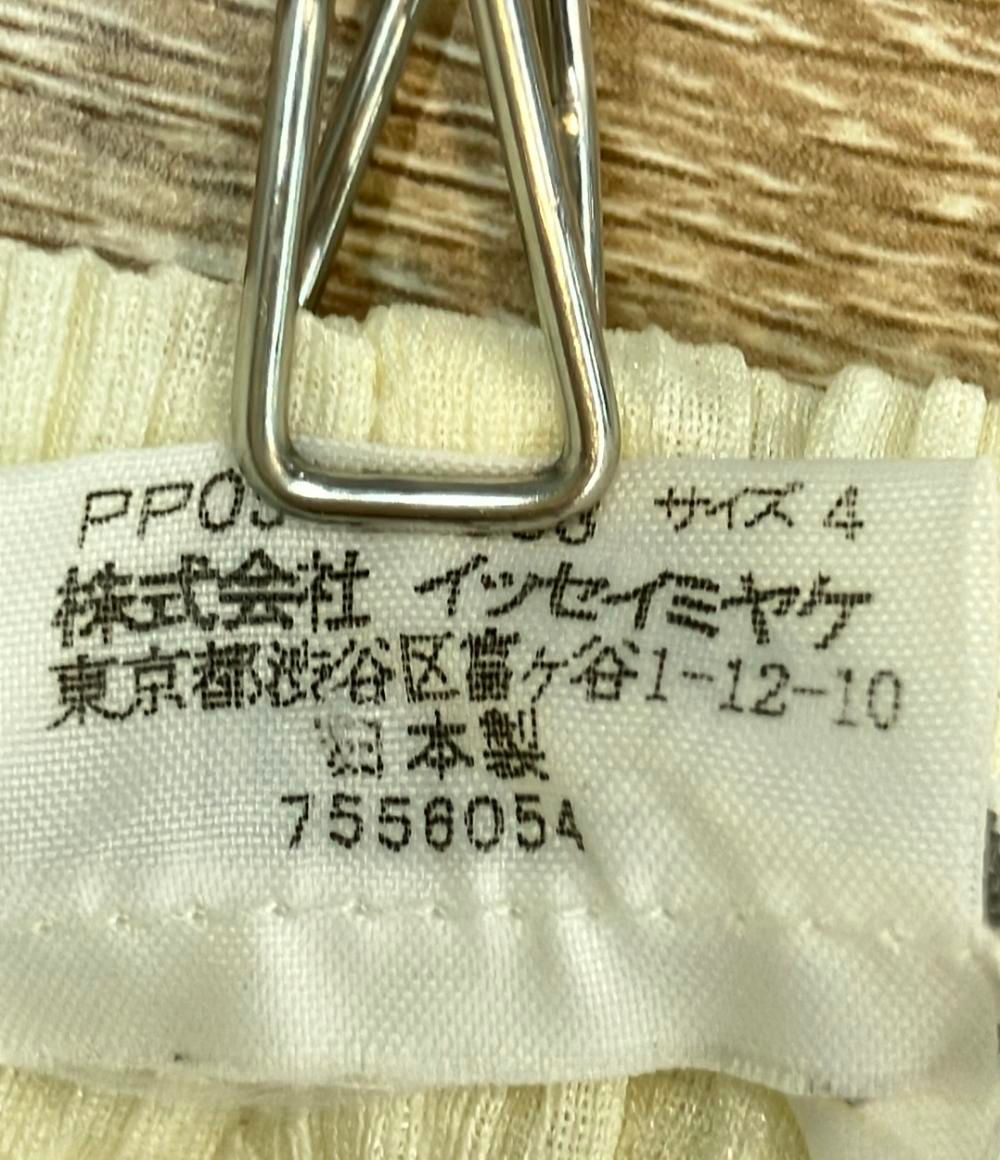 サイズ 4
株式会社 イッセイミヤケ
東京都渋谷区富ケ谷1-12-10
日本製
755605A